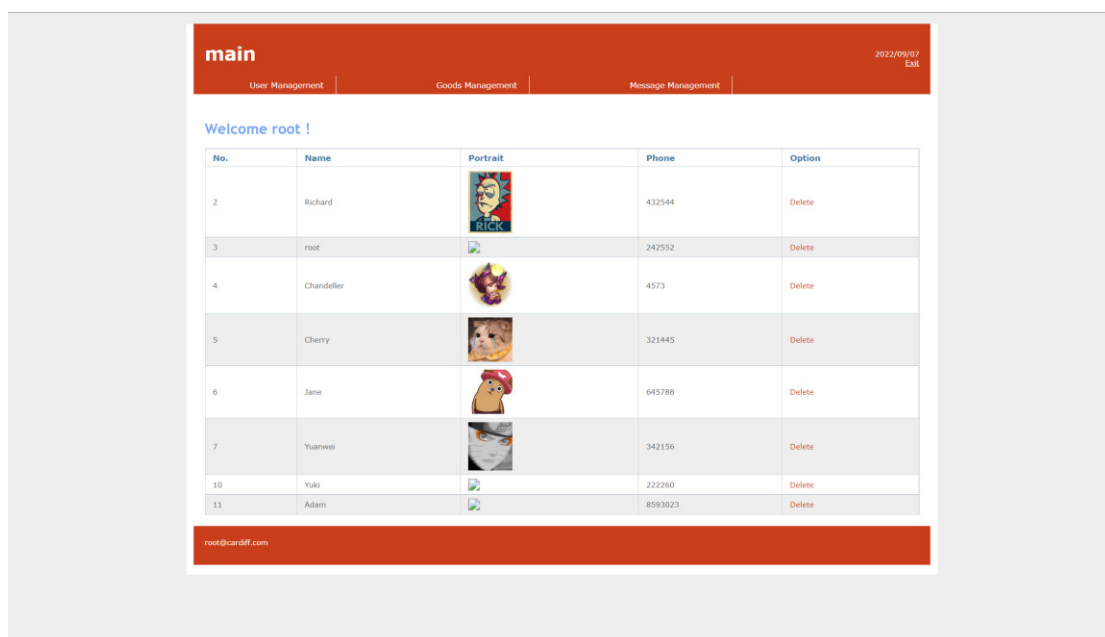 main
2022/09/07
Exit
User Management Goods Management Message Management
Welcome root !
No. Name Portrait Phone Option
2 Richard RICK 432544 Delete
3 root 242552 Delete
4 Chandeller 4573 Delete
5 Cherry 321445 Delete
6 Jane 645788 Delete
7 Yuanwei 342156 Delete
10 Yuki 222260 Delete
11 Adam 8593023 Delete
root@cardiff.com